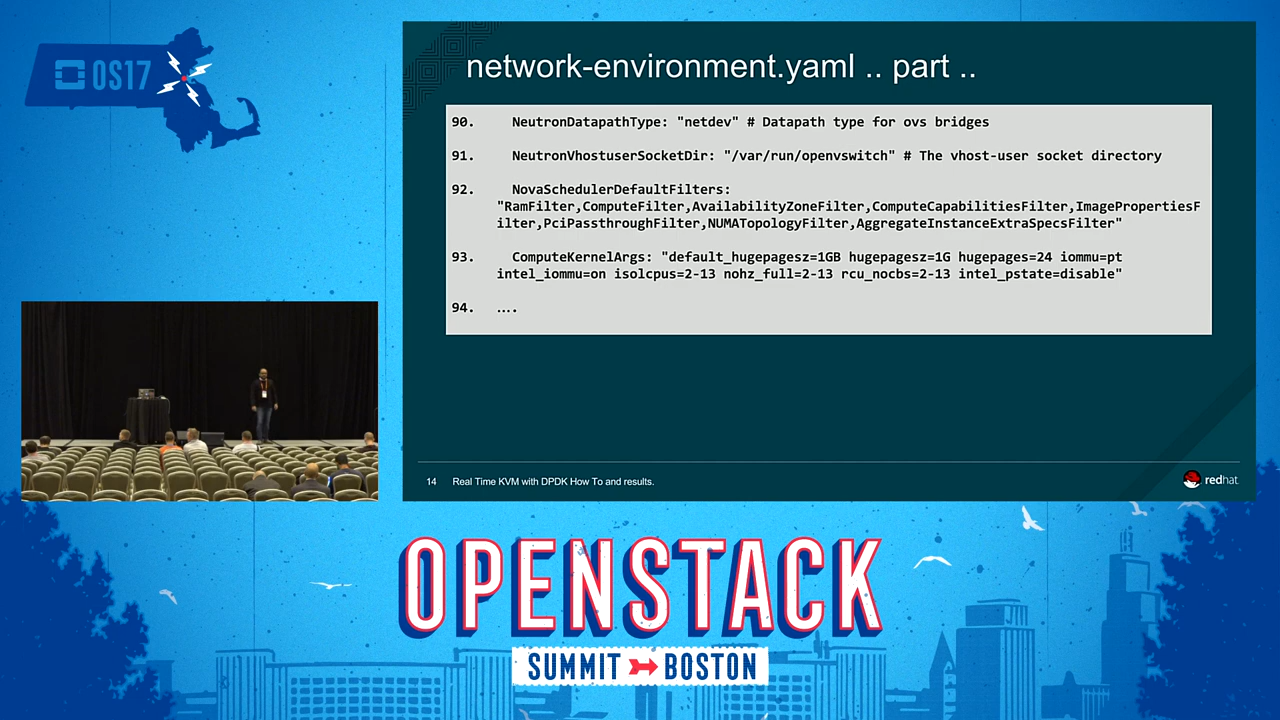 OS17
network-environment.yaml .. part ..
90. NeutronDatapathType: "netdev" # Datapath type for ovs bridges
91. NeutronVhostuserSocketDir: "/var/run/openvswitch" # The vhost-user socket directory
92. NovaSchedulerDefaultFilters:
"RamFilter,ComputeFilter,AvailabilityZoneFilter,ComputeCapabilitiesFilter,ImagePropertiesF
ilter,PciPassthroughFilter,NUMATopologyFilter,AggregateInstanceExtraSpecsFilter"
93. ComputeKernelArgs: "default_hugepagesz=1GB hugepagesz=1G hugepages=24 iommu=pt
intel_iommu=on isolcpus=2-13 nohz_full=2-13 rcu_nocbs=2-13 intel_pstate=disable"
94. ....
14 Real Time KVM with DPDK How To and results.
redhat.
OPENSTACK
SUMMIT BOSTON